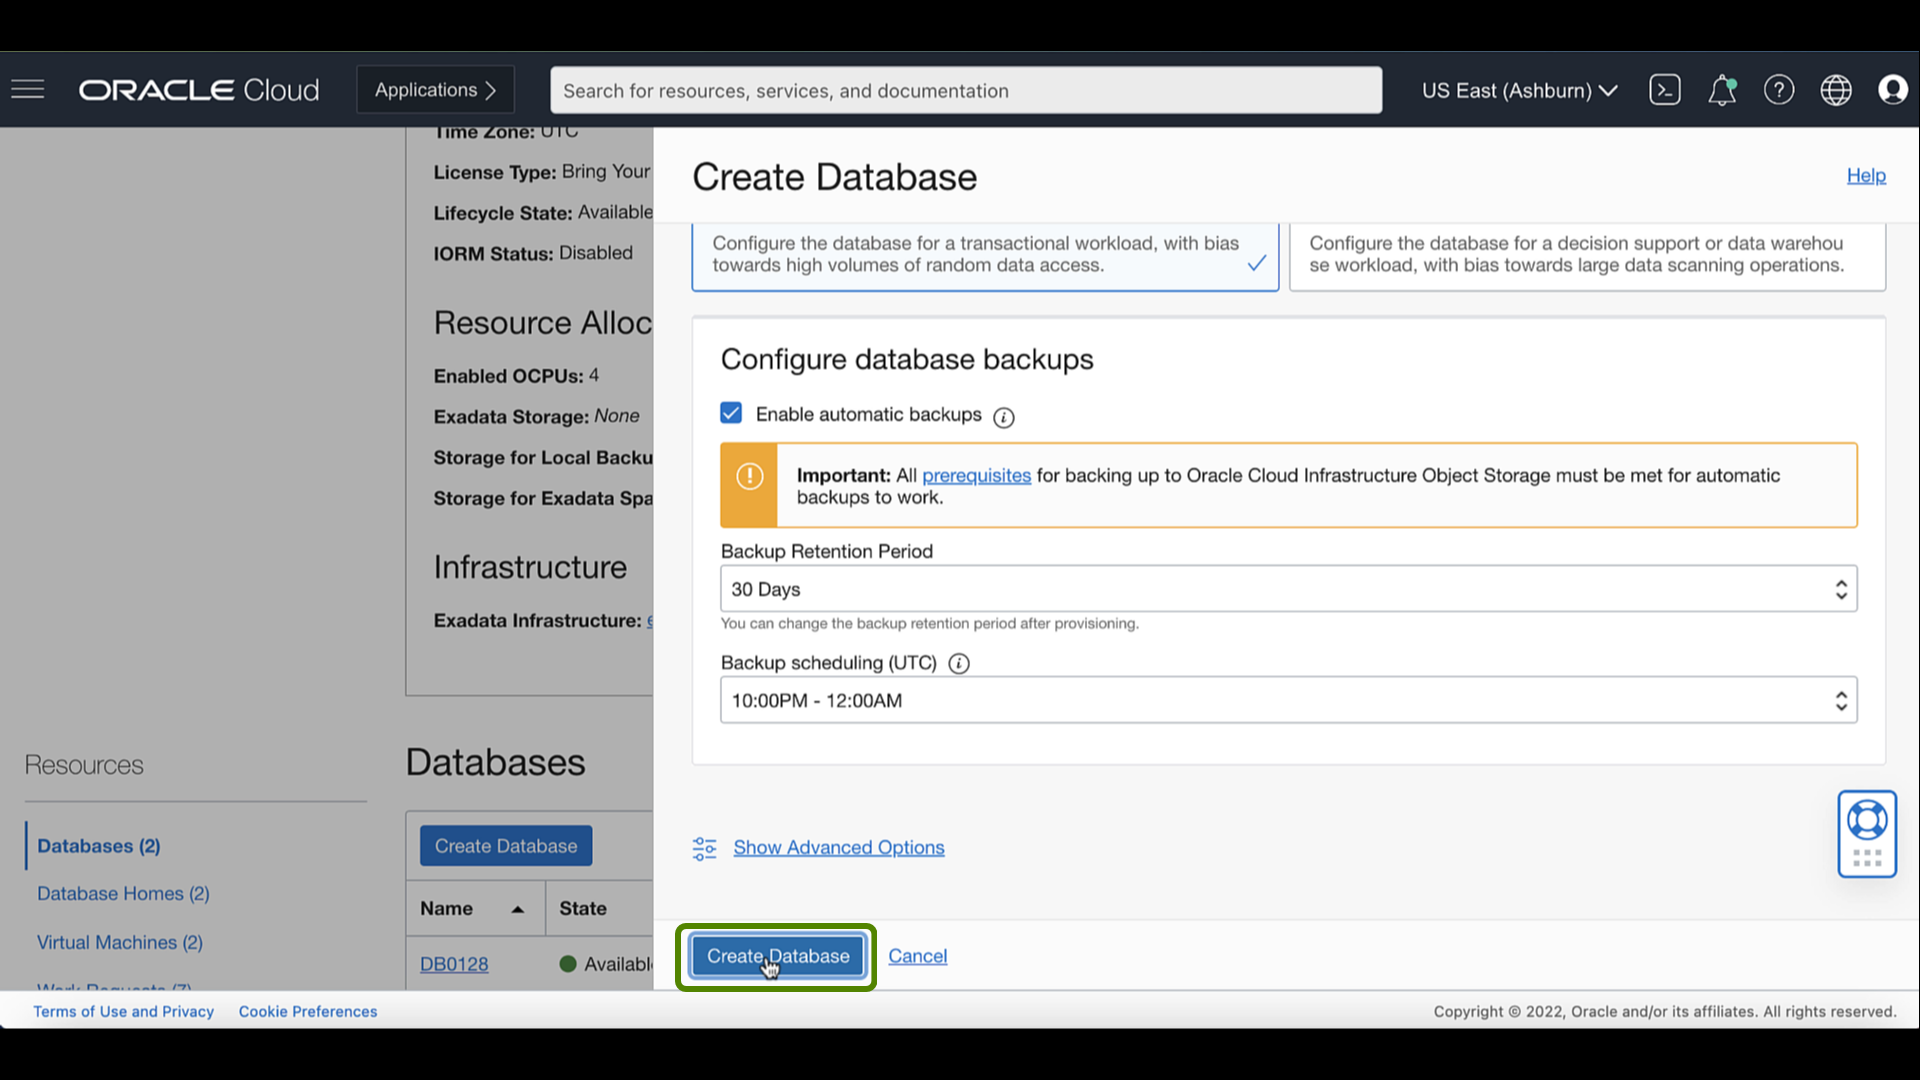 ORACLE Cloud
Applications
Search for resources, services, and documentation
US East (Ashburn)
Time Zone: UTC
License Type: Bring Your
Lifecycle State: Available
IORM Status: Disabled
Resource Alloc
Enabled OCPUs: 4
Exadata Storage: None
Storage for Local Backu
Storage for Exadata Spa
Infrastructure
Exadata Infrastructure: e
Resources
Databases (2)
Database Homes (2)
Virtual Machines (2)
Work Requests (7)
Databases
Create Database
Name
State
DB0128
Availabl
Create Database
Help
Configure the database for a transactional workload, with bias
towards high volumes of random data access.
Configure the database for a decision support or data warehou
se workload, with bias towards large data scanning operations.
Configure database backups
Enable automatic backups
Important: All prerequisites for backing up to Oracle Cloud Infrastructure Object Storage must be met for automatic
backups to work.
Backup Retention Period
30 Days
You can change the backup retention period after provisioning.
Backup scheduling (UTC)
10:00PM - 12:00AM
Show Advanced Options
Create Database
Cancel
Terms of Use and Privacy
Cookie Preferences
Copyright © 2022, Oracle and/or its affiliates. All rights reserved.